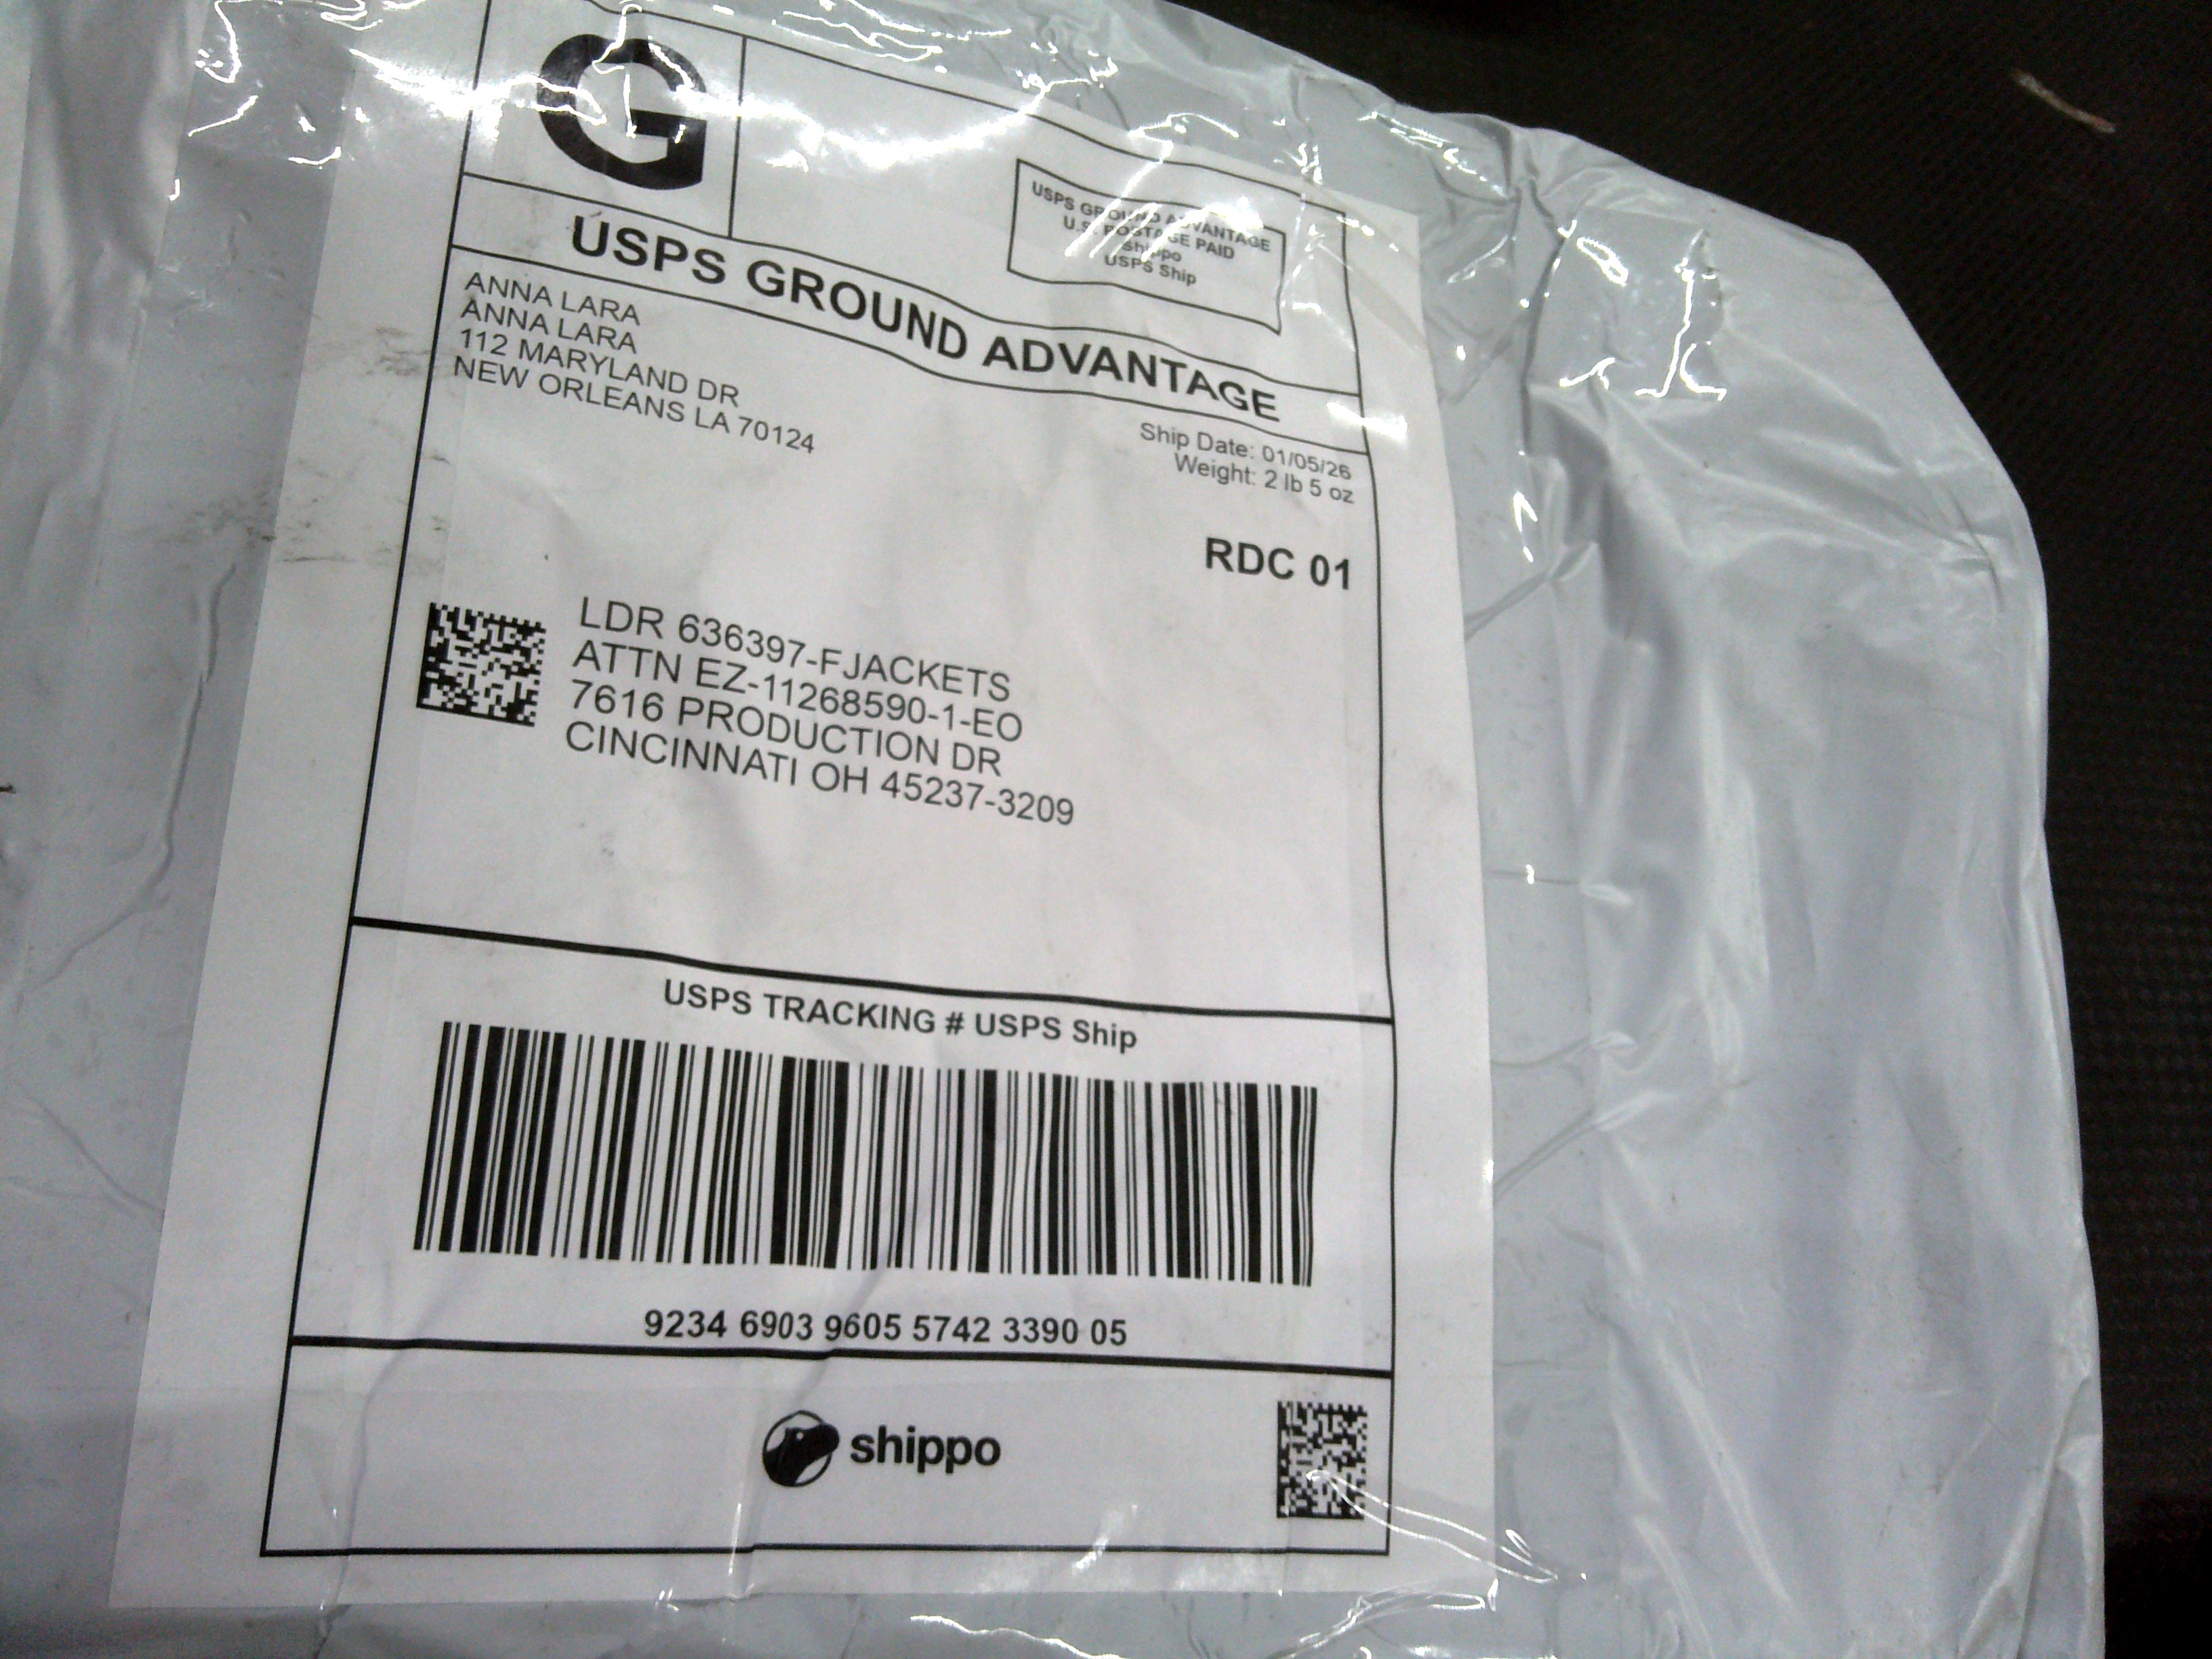 G
USPS GROUND ADVANTAGE
U.S. POSTAGE PAID
Shippo
USPS Ship
USPS GROUND ADVANTAGE
ANNA LARA
ANNA LARA
112 MARYLAND DR
NEW ORLEANS LA 70124
Ship Date: 01/05/26
Weight: 2 lb 5 oz
RDC 01
LDR 636397-FJACKETS
ATTN EZ-11268590-1-EO
7616 PRODUCTION DR
CINCINNATI OH 45237-3209
USPS TRACKING # USPS Ship
9234 6903 9605 5742 3390 05
shippo